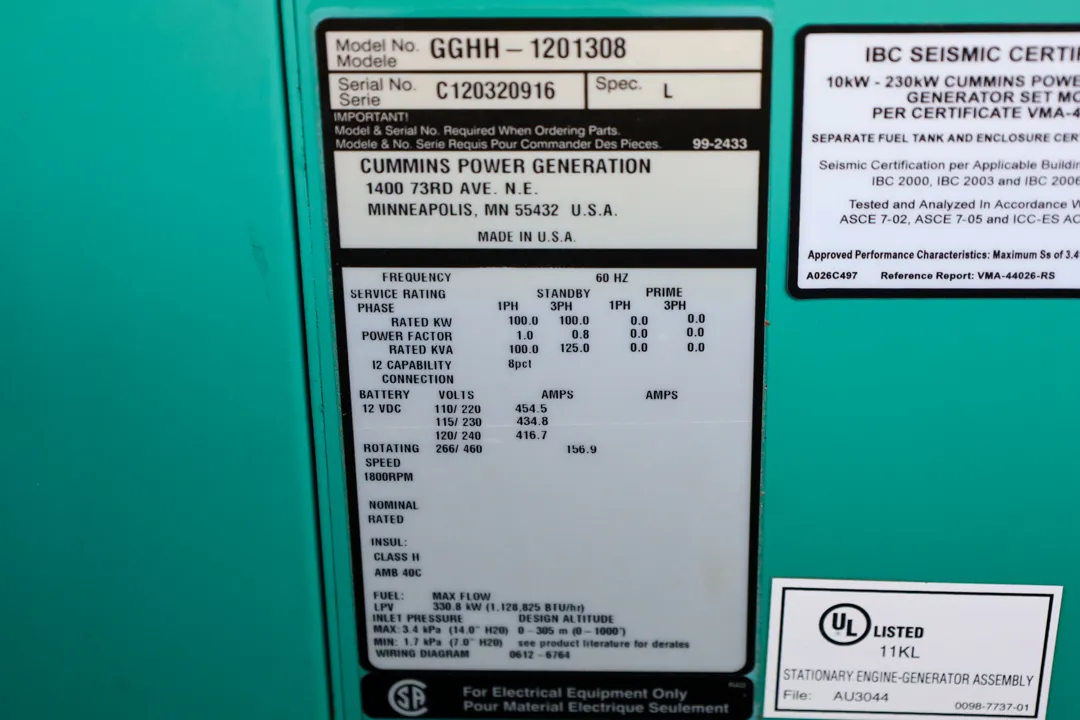 Model No. GGHH - 1201308
Modele
Serial No. C120320916 Spec. L
Serie
IMPORTANT!
Model & Serial No. Required When Ordering Parts.
Modele & No. Serie Requis Pour Commander Des Pieces. 99-2433
CUMMINS POWER GENERATION
1400 73RD AVE. N.E.
MINNEAPOLIS, MN 55432 U.S.A.
MADE IN U.S.A.
FREQUENCY 60 HZ
SERVICE RATING STANDBY PRIME
PHASE 1PH 3PH 1PH 3PH
RATED KW 100.0 100.0 0.0 0.0
POWER FACTOR 1.0 0.8 0.0 0.0
RATED KVA 100.0 125.0 0.0 0.0
I2 CAPABILITY 8pct
CONNECTION
BATTERY VOLTS AMPS AMPS
12 VDC 110/ 220 454.5
115/ 230 434.8
120/ 240 416.7
ROTATING 266/ 460 156.9
SPEED
1800RPM
NOMINAL
RATED
INSUL:
CLASS H
AMB 40C
FUEL: MAX FLOW
LPV 330.8 kW (1,128,825 BTU/hr)
INLET PRESSURE DESIGN ALTITUDE
MAX: 3.4 kPa (14.0" H20) 0 - 305 m (0 - 1000')
MIN: 1.7 kPa (7.0" H20) see product literature for derates
WIRING DIAGRAM 0612 - 6764
For Electrical Equipment Only
Pour Material Electrique Seulement
IBC SEISMIC CERTIFI
10kW - 230kW CUMMINS POWE
GENERATOR SET MO
PER CERTIFICATE VMA-4
SEPARATE FUEL TANK AND ENCLOSURE CER
Seismic Certification per Applicable Buildin
IBC 2000, IBC 2003 and IBC 2006
Tested and Analyzed In Accordance W
ASCE 7-02, ASCE 7-05 and ICC-ES AC
Approved Performance Characteristics: Maximum Ss of 3.4
A026C497 Reference Report: VMA-44026-RS
UL LISTED
11KL
STATIONARY ENGINE-GENERATOR ASSEMBLY
File: AU3044
0098-7737-01